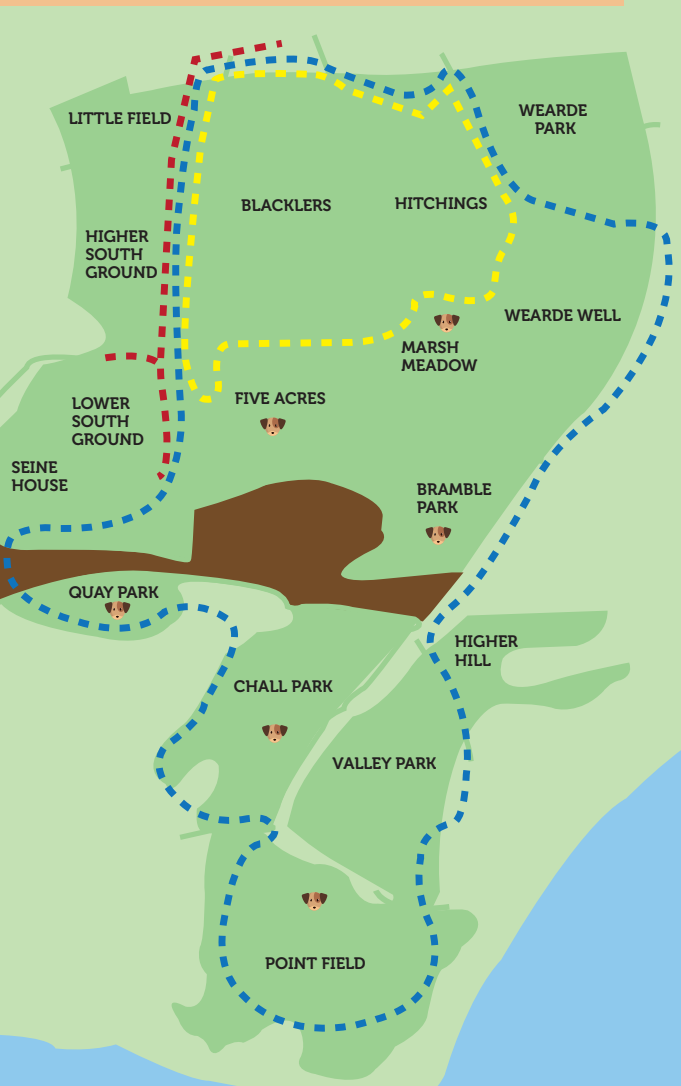 LITTLE FIELD
WEARDE
PARK
BLACKLERS
HITCHINGS
HIGHER
SOUTH
GROUND
WEARDE WELL
MARSH
MEADOW
FIVE ACRES
LOWER
SOUTH
GROUND
SEINE
HOUSE
BRAMBLE
PARK
QUAY PARK
HIGHER
HILL
CHALL PARK
VALLEY PARK
POINT FIELD